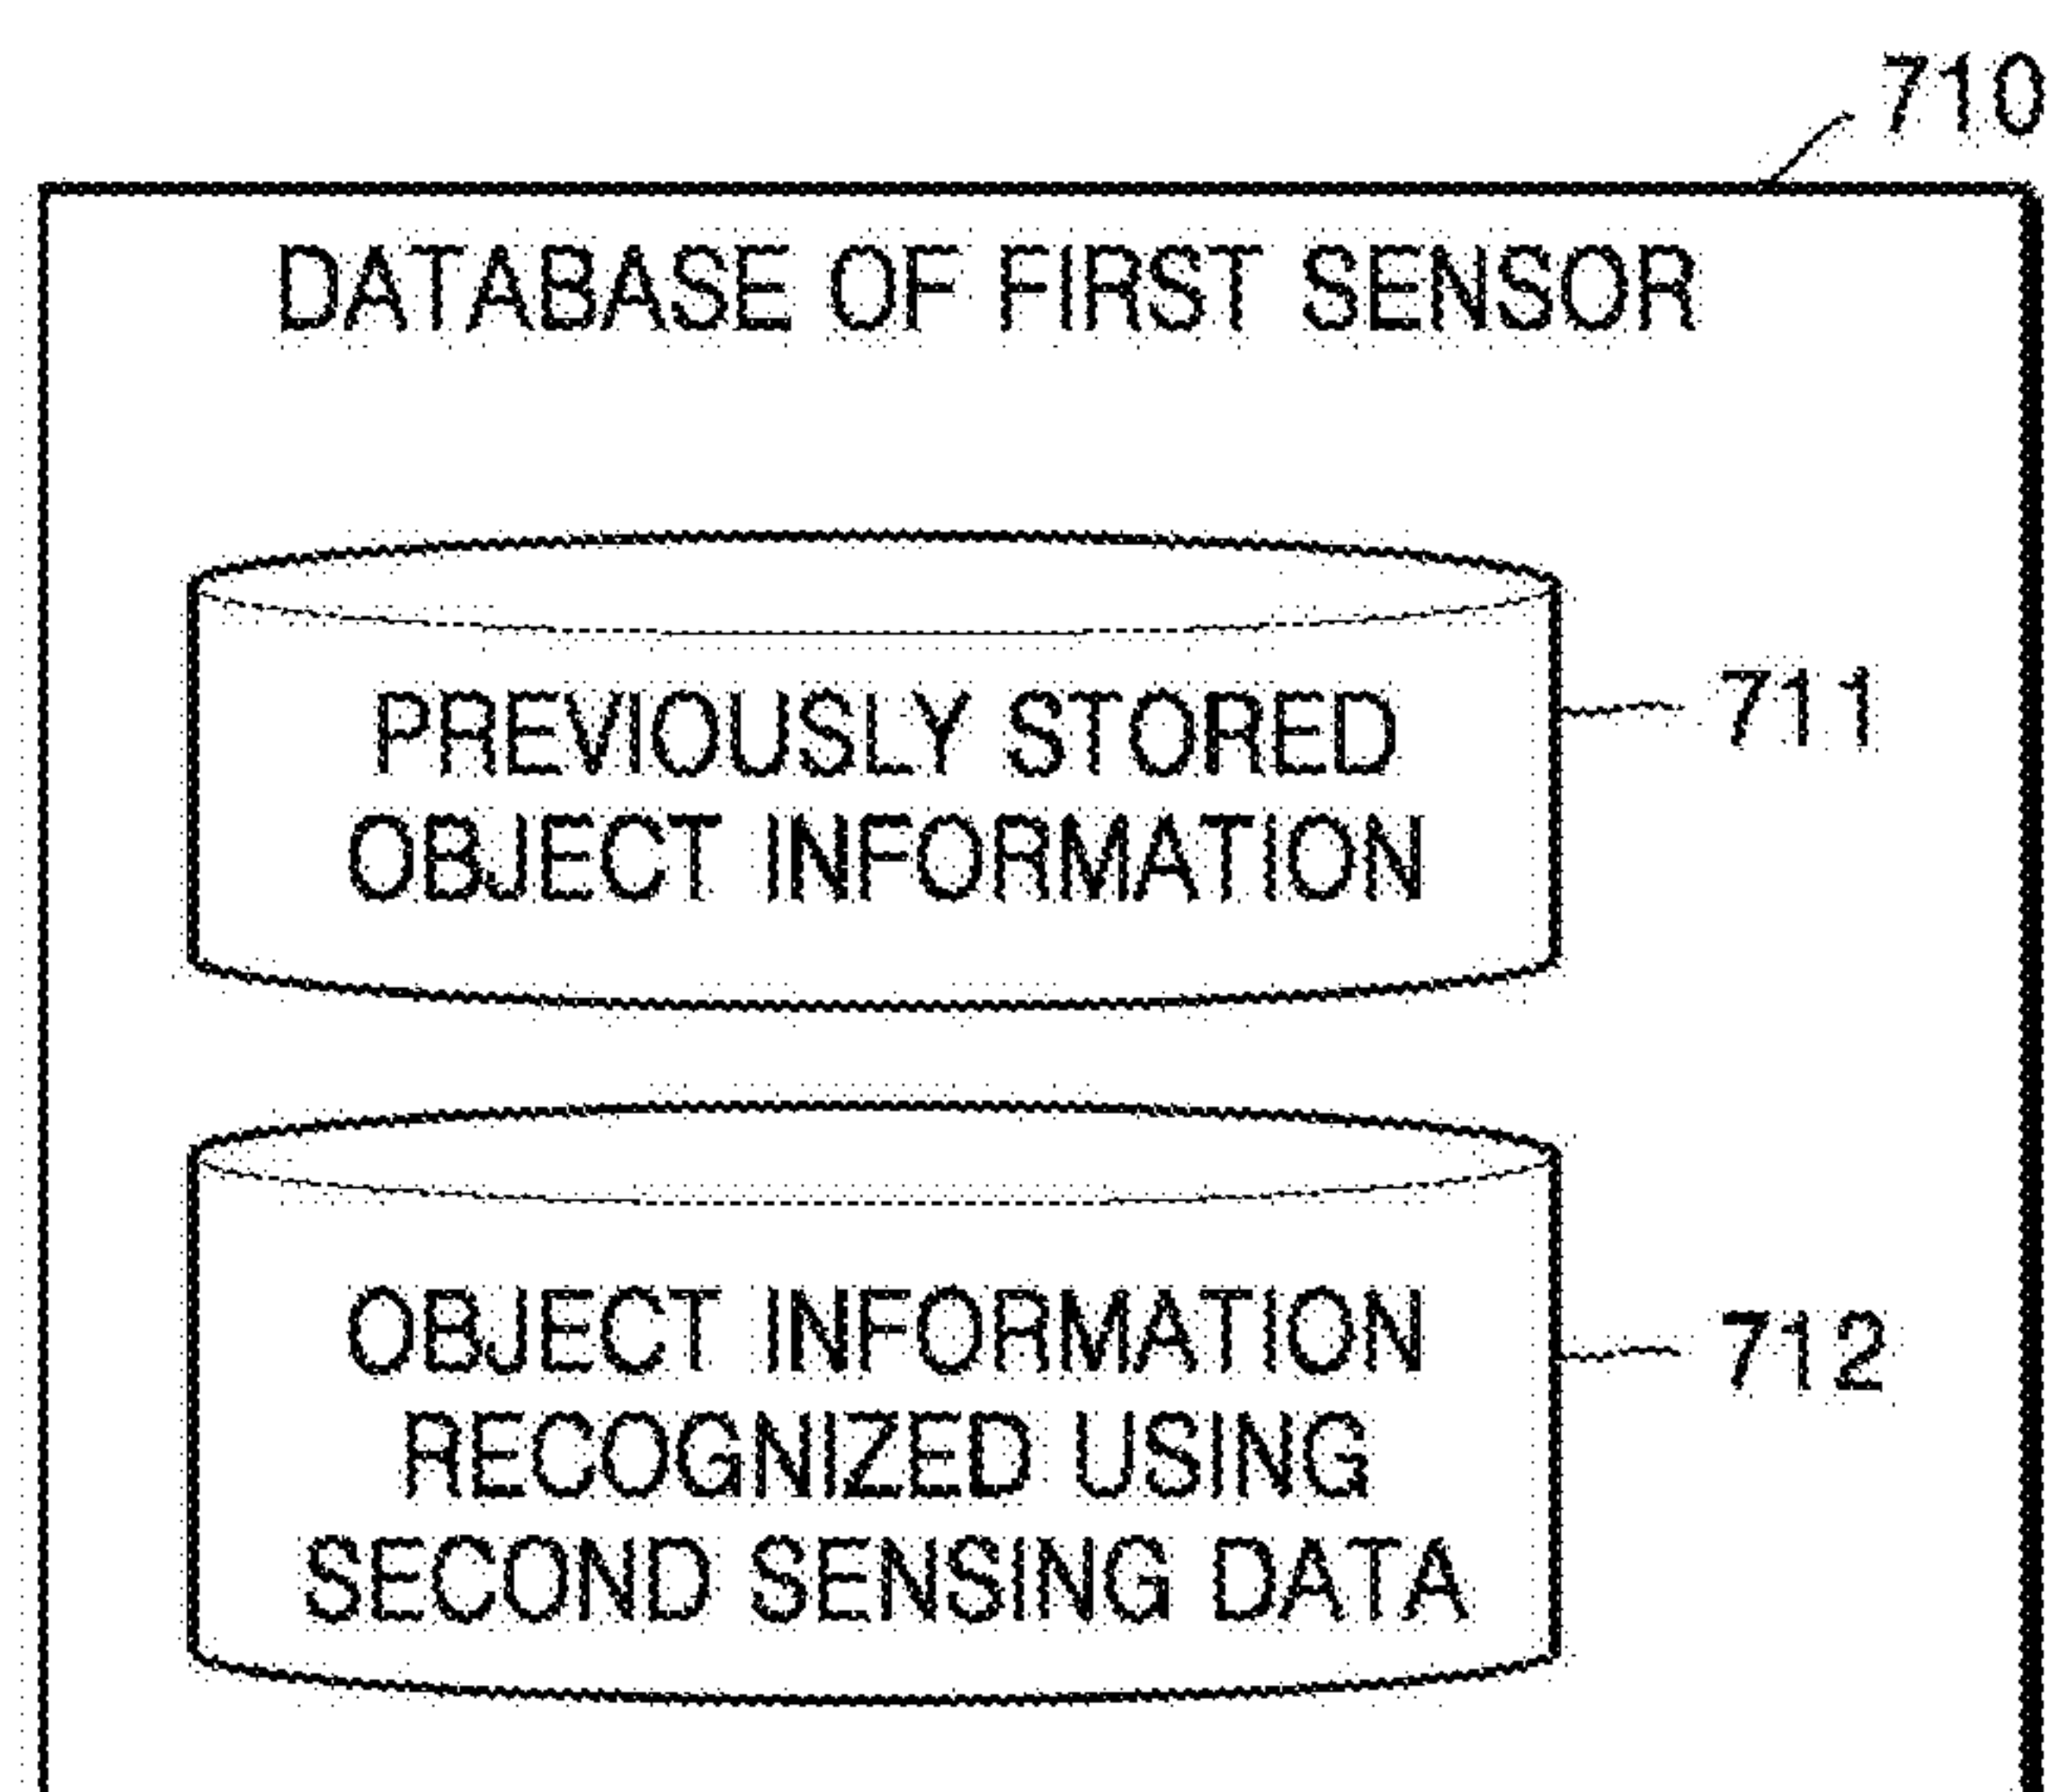 710
DATABASE OF FIRST SENSOR
PREVIOUSLY STORED
OBJECT INFORMATION
711
OBJECT INFORMATION
RECOGNIZED USING
SECOND SENSING DATA
712